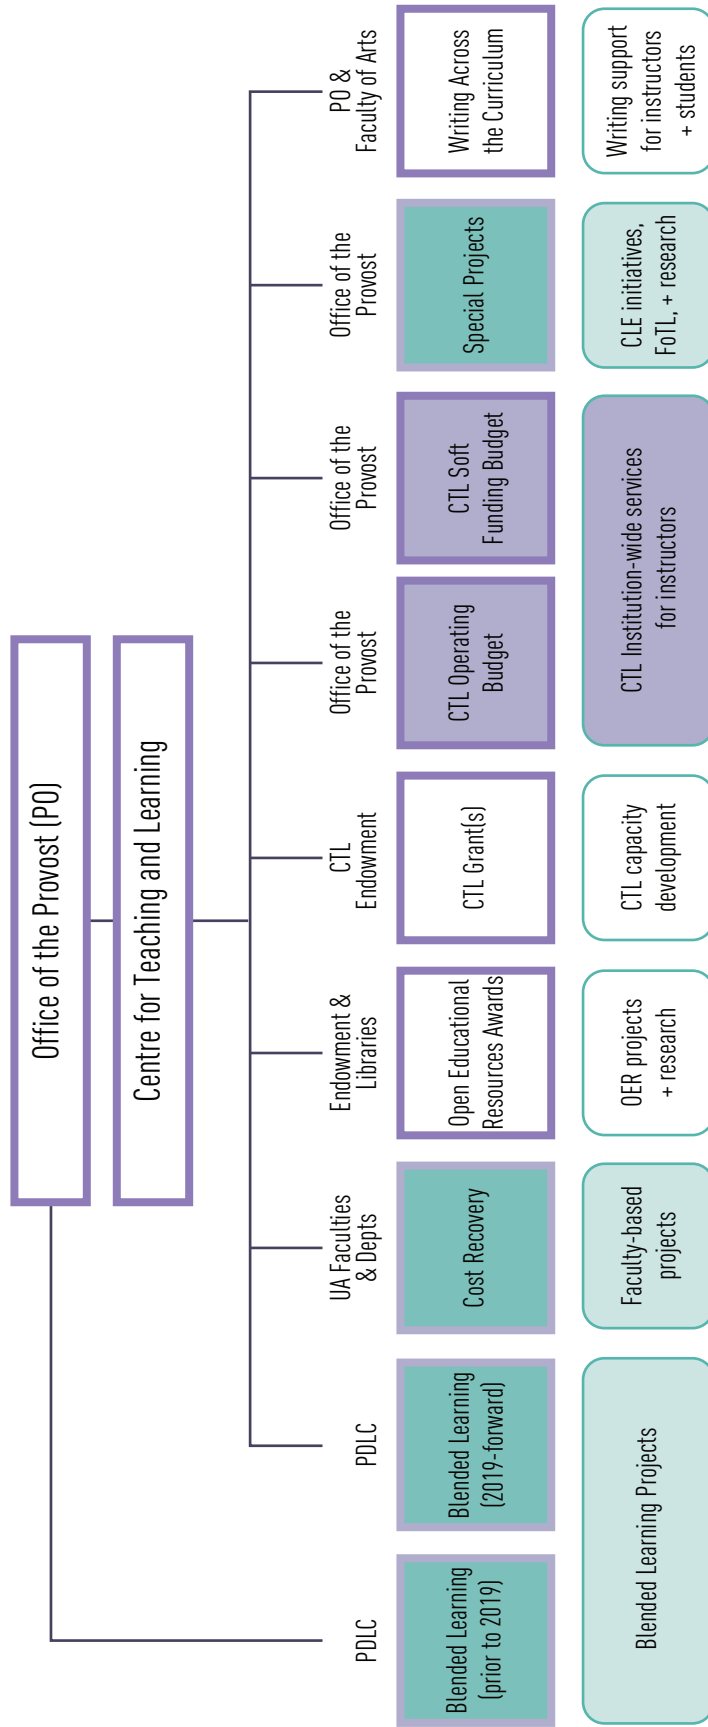 Office of the Provost (PO)
Centre for Teaching and Learning
PDLC
PDLC
UA Faculties
& Depts
Endowment &
Libraries
CTL
Endowment
Office of the
Provost
Office of the
Provost
Office of the
Provost
PO &
Faculty of Arts
Blended Learning
(prior to 2019)
Blended Learning
(2019-forward)
Cost Recovery
Open Educational
Resources Awards
CTL Grant(s)
CTL Operating
Budget
CTL Soft
Funding Budget
Special Projects
Writing Across
the Curriculum
Blended Learning Projects
Faculty-based
projects
OER projects
+ research
CTL capacity
development
CTL Institution-wide services
for instructors
CLE initiatives,
FoTL, + research
Writing support
for instructors
+ students